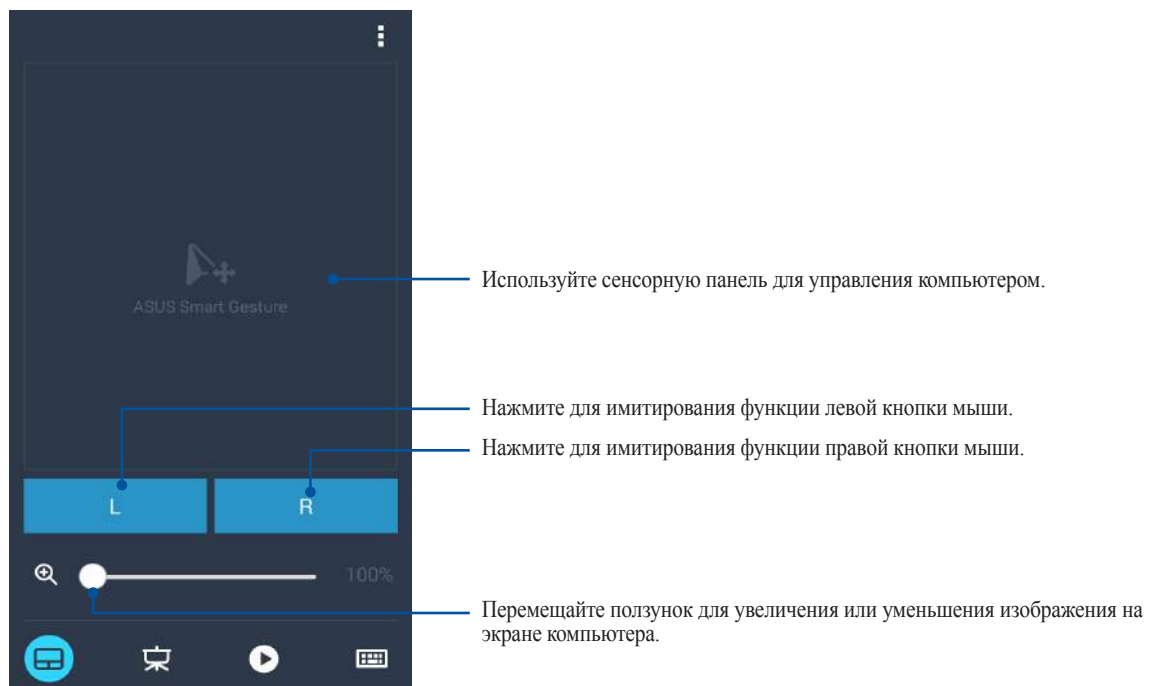 Используйте сенсорную панель для управления компьютером.
ASUS Smart Gesture
Нажмите для имитирования функции левой кнопки мыши.
Нажмите для имитирования функции правой кнопки мыши.
L
R
100%
Перемещайте ползунок для увеличения или уменьшения изображения на
экране компьютера.